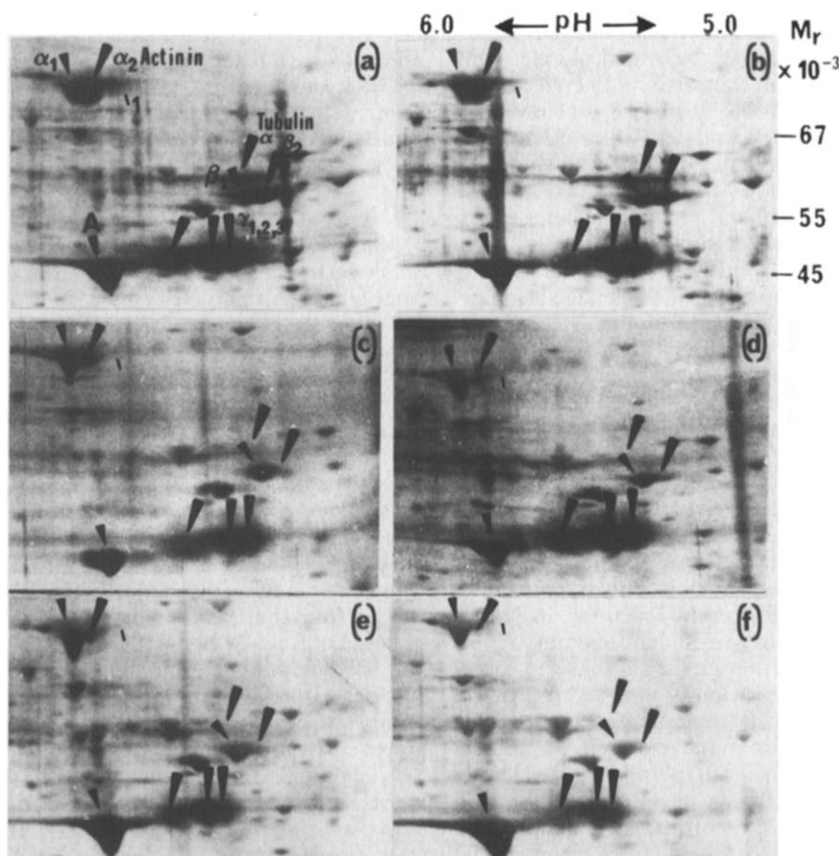 6.0 ← pH → 5.0 Mr
× 10⁻³
α₁ α₂ Actinin (a) (b)
1
67
Tubulin
α β₂
β
55
A γ1,2,3
45
(c) (d)
(e) (f)